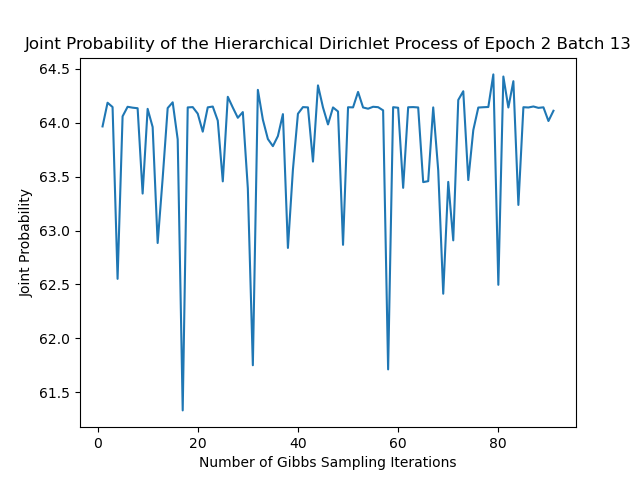 Joint Probability of the Hierarchical Dirichlet Process of Epoch 2 Batch 13
64.5
64.0
63.5
63.0
62.5
62.0
61.5
Joint Probability
0 20 40 60 80
Number of Gibbs Sampling Iterations